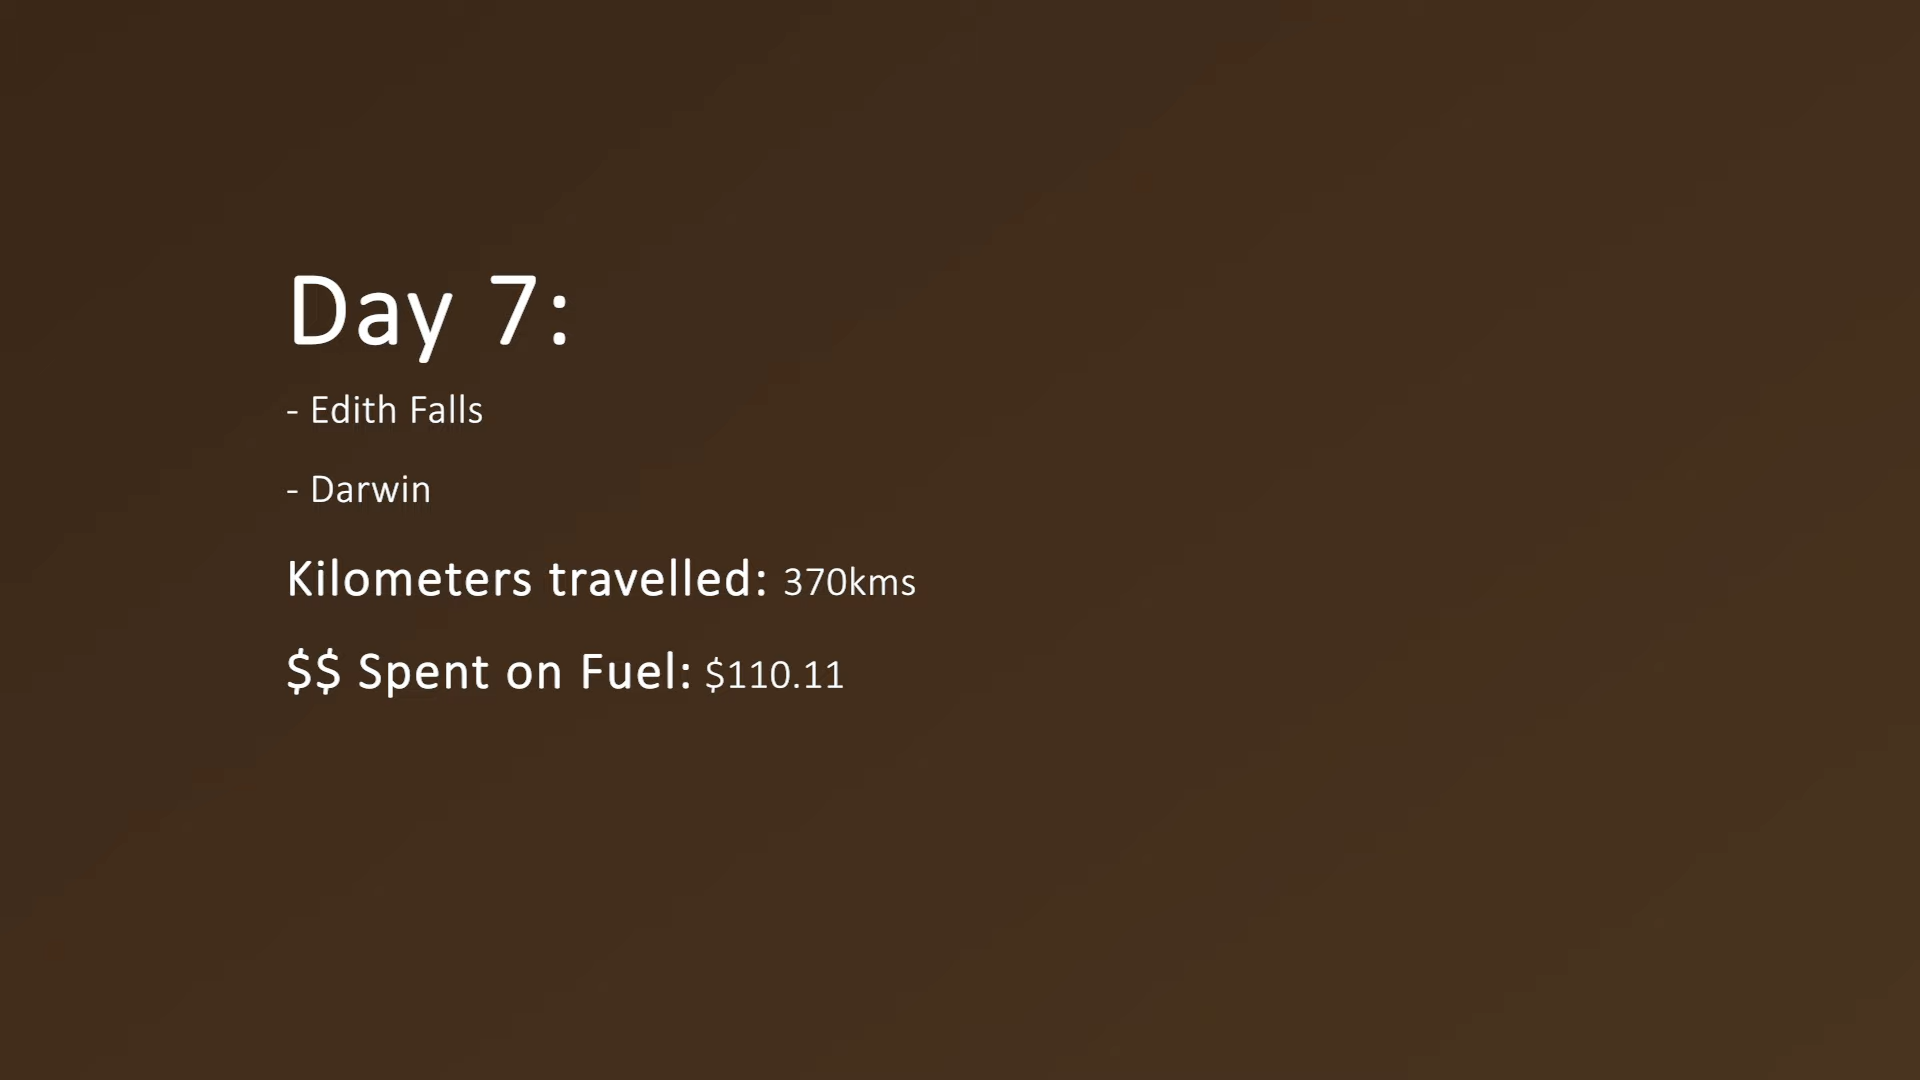 Day 7:
- Edith Falls
- Darwin
Kilometers travelled: 370kms
$$ Spent on Fuel: $110.11